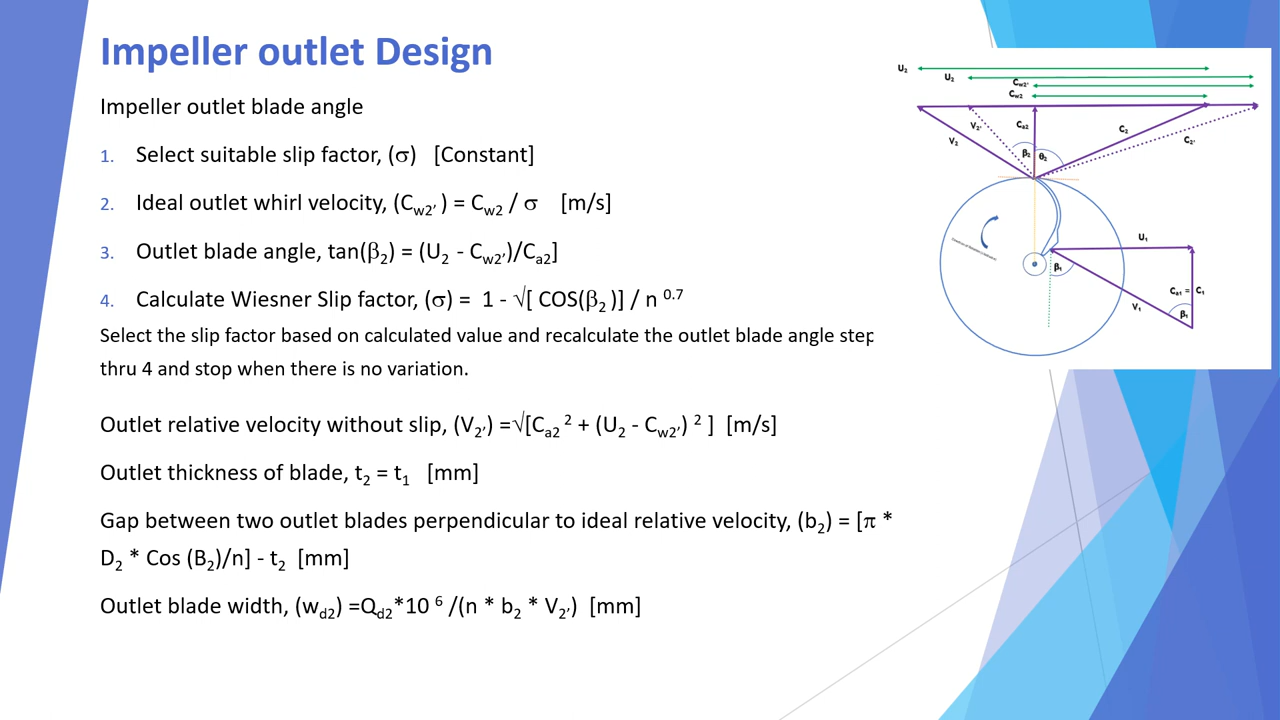 Impeller outlet Design
Impeller outlet blade angle
1. Select suitable slip factor, (σ) [Constant]
2. Ideal outlet whirl velocity, (Cw2′ ) = Cw2 / σ [m/s]
3. Outlet blade angle, tan(β2) = (U2 - Cw2′)/Ca2]
4. Calculate Wiesner Slip factor, (σ) = 1 - √[ COS(β2 )] / n 0.7
Select the slip factor based on calculated value and recalculate the outlet blade angle step
thru 4 and stop when there is no variation.
Outlet relative velocity without slip, (V2′) =√[Ca2 2 + (U2 - Cw2′) 2 ] [m/s]
Outlet thickness of blade, t2 = t1 [mm]
Gap between two outlet blades perpendicular to ideal relative velocity, (b2) = [π *
D2 * Cos (B2)/n] - t2 [mm]
Outlet blade width, (wd2) =Qd2*10 6 /(n * b2 * V2′) [mm]
U2
U2
Cw2'
Cw2
V2' Ca2 C2
V2 β2 θ2 C2'
U1
β1
Ca1 = C1
V1 β1